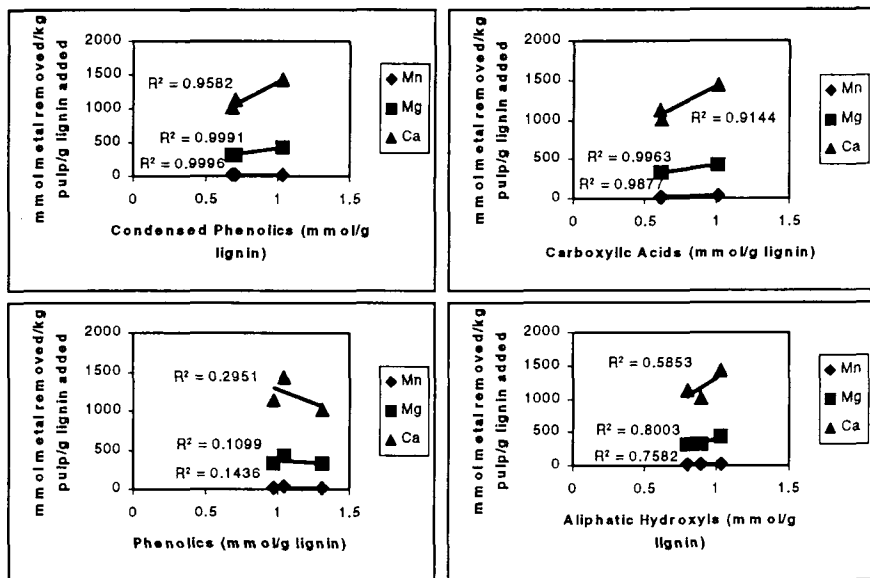 mmol metal removed/kg
pulp/g lignin added
2000
1500
1000
500
0
R² = 0.9582
R² = 0.9991
R² = 0.9996
0 0.5 1 1.5
Condensed Phenolics (mmol/g
lignin)
Mn
Mg
Ca
mmol metal removed/kg
pulp/g lignin added
2000
1500
1000
500
0
R² = 0.9144
R² = 0.9963
R² = 0.9877
0 0.5 1 1.5
Carboxylic Acids (mmol/g lignin)
Mn
Mg
Ca
mmol metal removed/kg
pulp/g lignin added
2000
1500
1000
500
0
R² = 0.2951
R² = 0.1099
R² = 0.1436
0 0.5 1 1.5
Phenolics (mmol/g lignin)
Mn
Mg
Ca
mmol metal removed/kg
pulp/g lignin added
2000
1500
1000
500
0
R² = 0.5853
R² = 0.8003
R² = 0.7582
0 0.5 1 1.5
Aliphatic Hydroxyls (mmol/g
lignin)
Mn
Mg
Ca